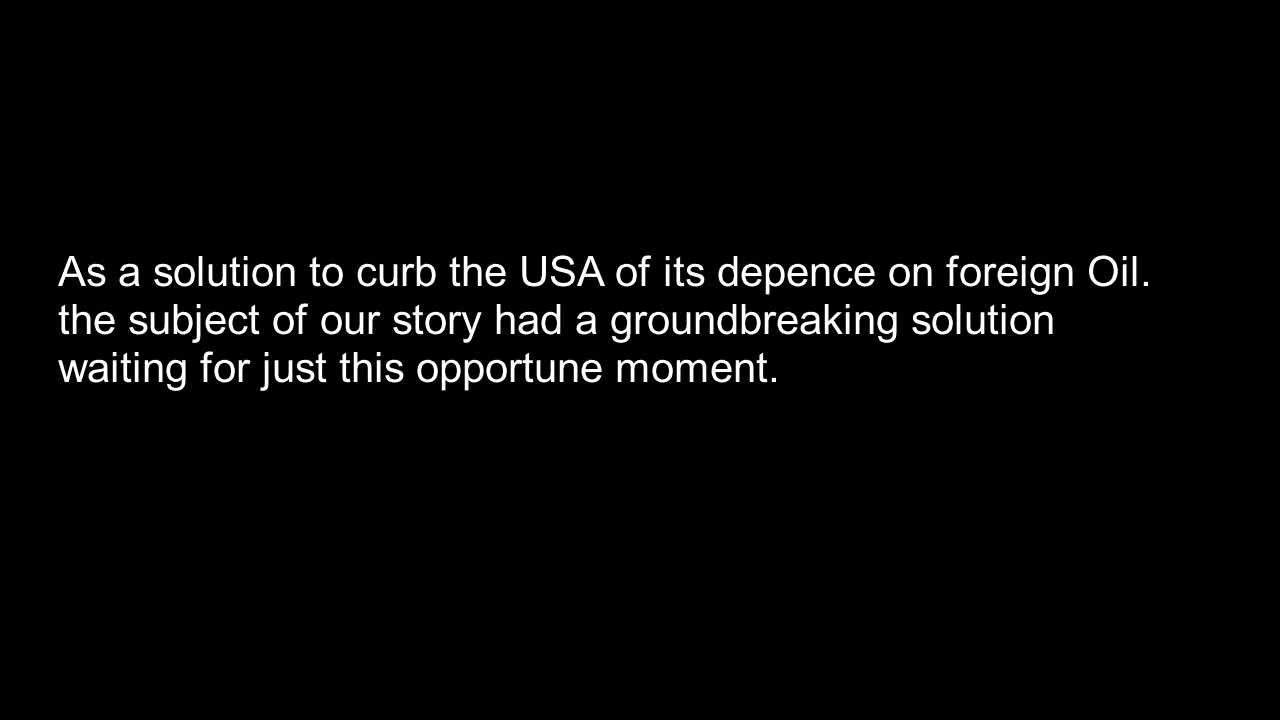 As a solution to curb the USA of its depence on foreign Oil.
the subject of our story had a groundbreaking solution
waiting for just this opportune moment.